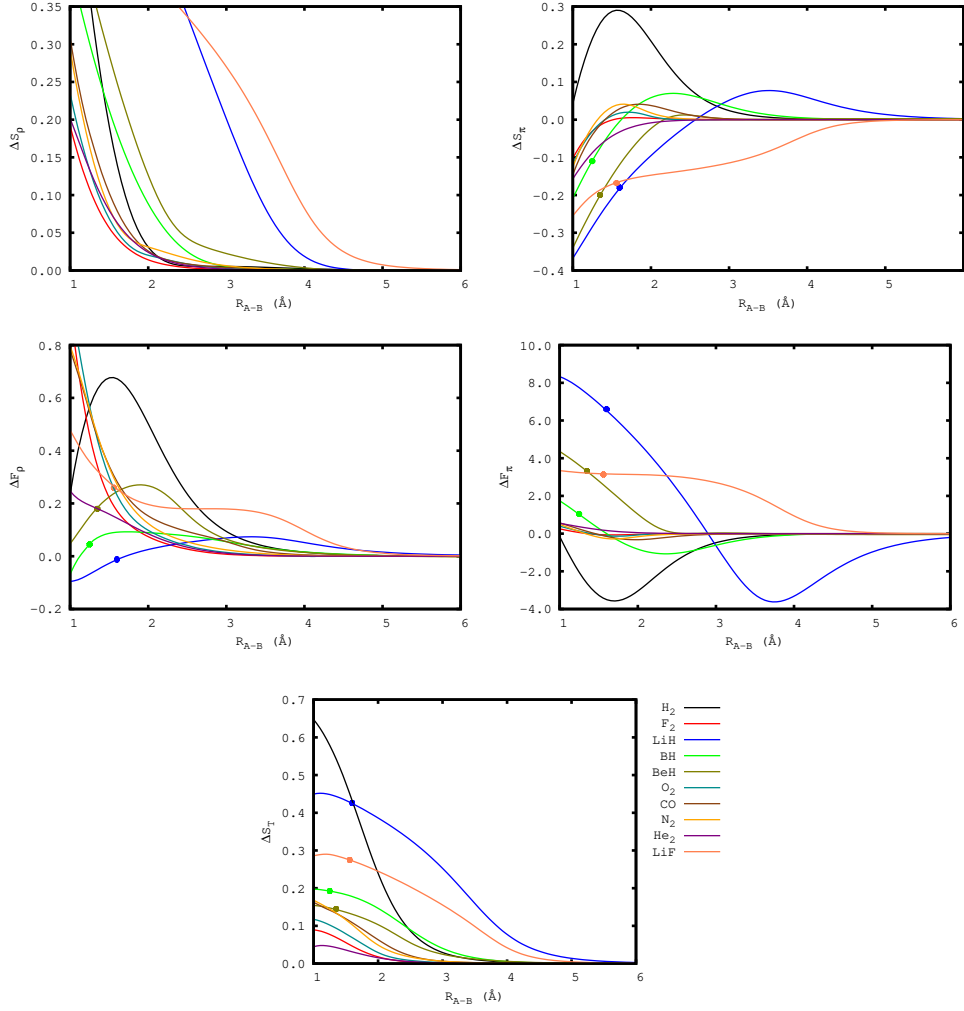 0.35
0.30
0.25
0.20
0.15
0.10
0.05
0.00
ΔSρ
1 2 3 4 5 6
R A−B (Å)
0.3
0.2
0.1
0.0
−0.1
−0.2
−0.3
−0.4
ΔSπ
1 2 3 4 5
R A−B (Å)
0.8
0.6
0.4
0.2
0.0
−0.2
ΔFρ
1 2 3 4 5 6
R A−B (Å)
10.0
8.0
6.0
4.0
2.0
0.0
−2.0
−4.0
ΔFπ
1 2 3 4 5 6
R A−B (Å)
0.7
0.6
0.5
0.4
0.3
0.2
0.1
0.0
ΔS T
1 2 3 4 5 6
R A−B (Å)
H2
F2
LiH
BH
BeH
O2
CO
N2
He2
LiF